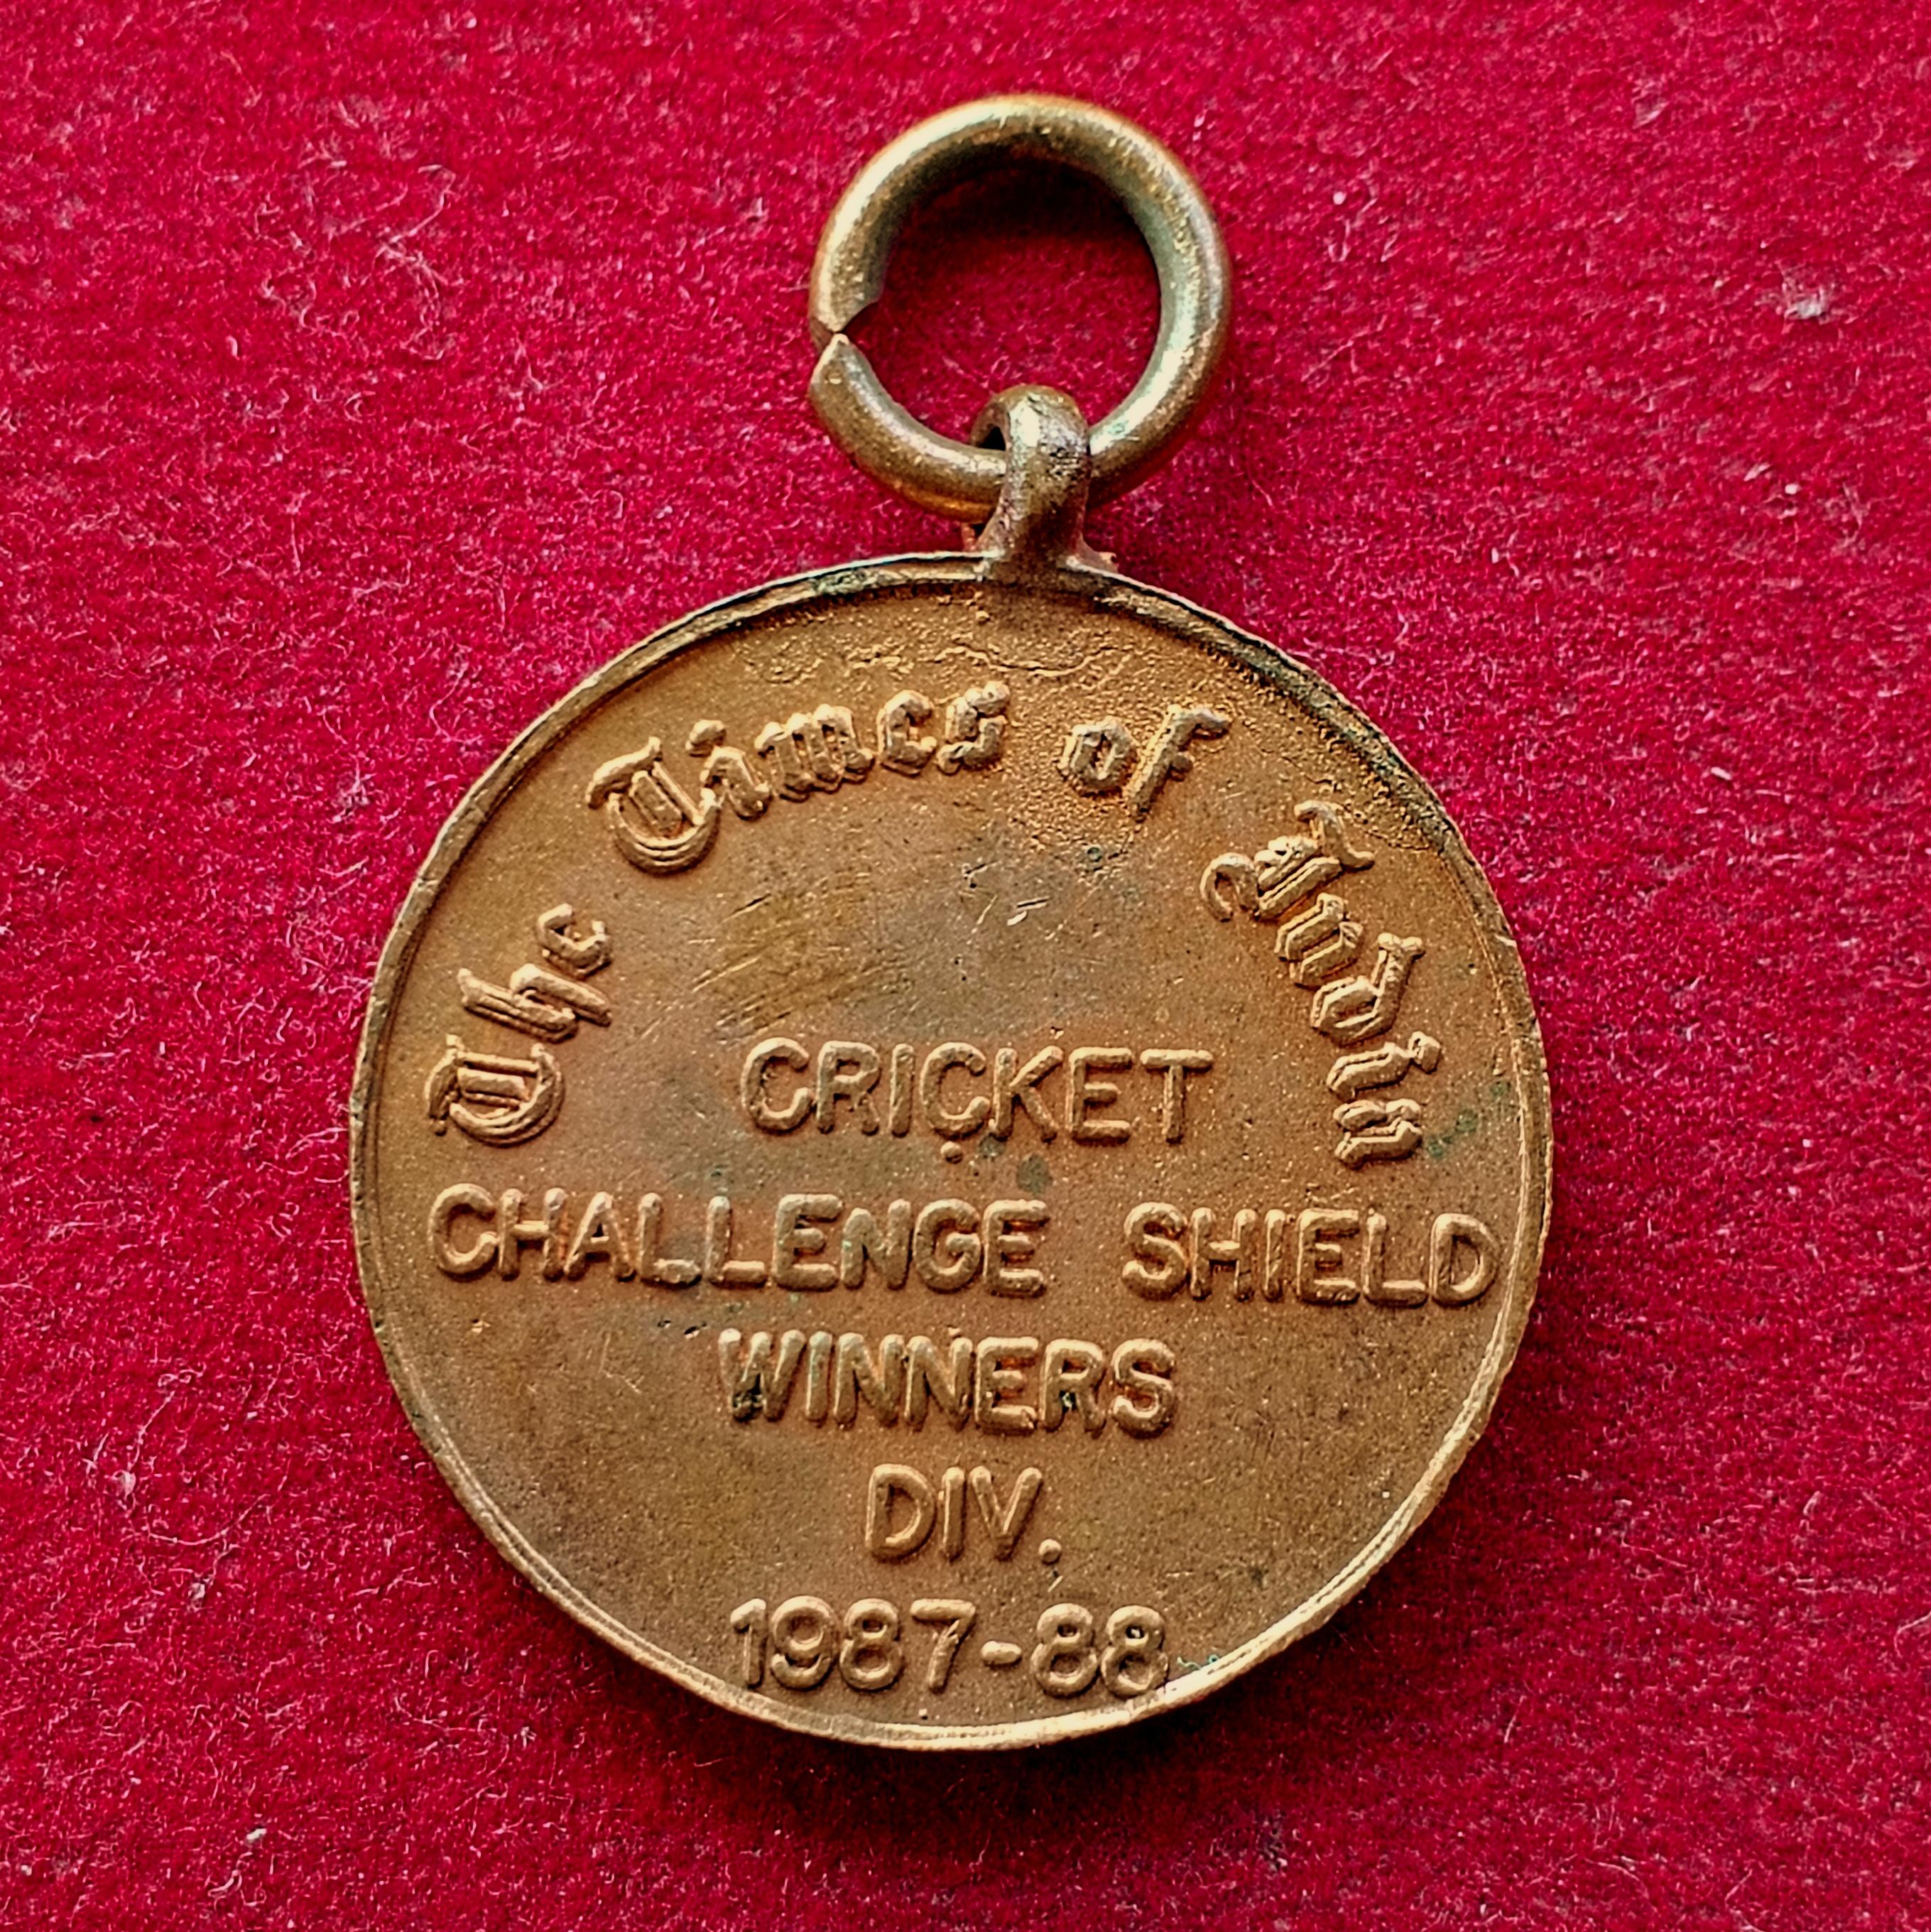 The Times of India
CRICKET
CHALLENGE SHIELD
WINNERS
DIV.
1987-88